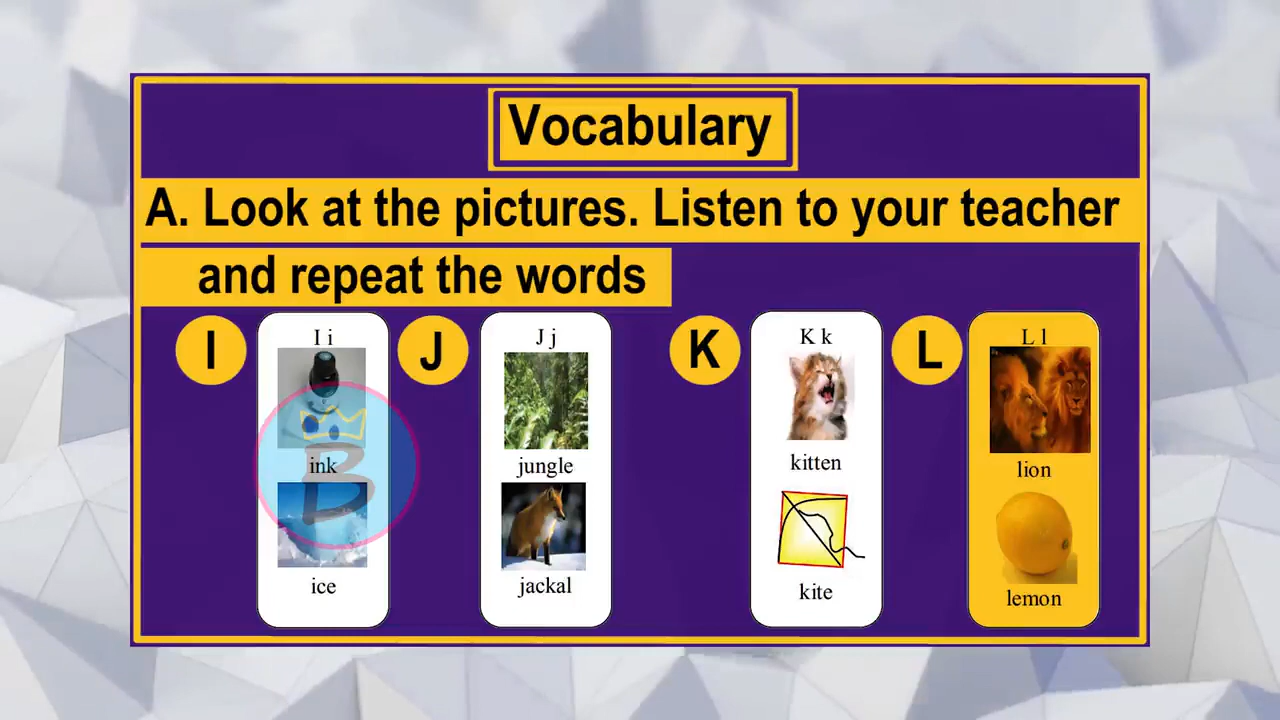 Vocabulary
A. Look at the pictures. Listen to your teacher
and repeat the words
I
I i
ink
ice
J
J j
jungle
jackal
K
K k
kitten
kite
L
L l
lion
lemon
B